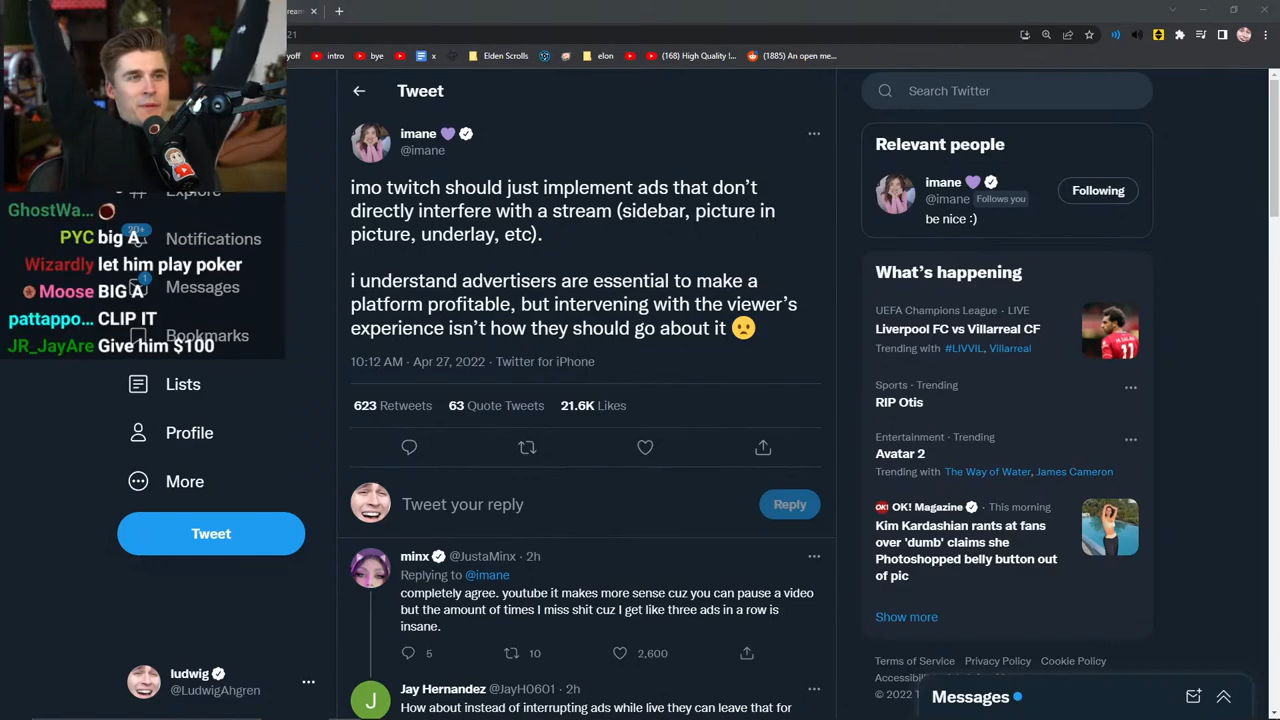 21
yoff
intro
bye
x
Elden Scrolls
elon
(168) High Quality !...
(1885) An open me...
GhostWa...
PYC big A
Wizardly let him play poker
Moose BIG A
pattappo... CLIP IT
JR_JayAre Give him $100
Explore
20+
Notifications
1
Messages
Bookmarks
Lists
Profile
More
Tweet
ludwig
@LudwigAhgren
Tweet
imane
@imane
imo twitch should just implement ads that don't
directly interfere with a stream (sidebar, picture in
picture, underlay, etc).
i understand advertisers are essential to make a
platform profitable, but intervening with the viewer's
experience isn't how they should go about it
10:12 AM · Apr 27, 2022 · Twitter for iPhone
623 Retweets 63 Quote Tweets 21.6K Likes
Tweet your reply
Reply
minx @JustaMinx · 2h
Replying to @imane
completely agree. youtube it makes more sense cuz you can pause a video
but the amount of times I miss shit cuz I get like three ads in a row is
insane.
5 10 2,600
J
Jay Hernandez @JayH0601 · 2h
How about instead of interrupting ads while live they can leave that for
Search Twitter
Relevant people
imane
@imane Follows you
be nice :)
Following
What's happening
UEFA Champions League · LIVE
Liverpool FC vs Villarreal CF
Trending with #LIVVIL, Villarreal
Sports · Trending
RIP Otis
Entertainment · Trending
Avatar 2
Trending with The Way of Water, James Cameron
OK! OK! Magazine · This morning
Kim Kardashian rants at fans
over 'dumb' claims she
Photoshopped belly button out
of pic
Show more
Terms of Service Privacy Policy Cookie Policy
© 2022
Messages